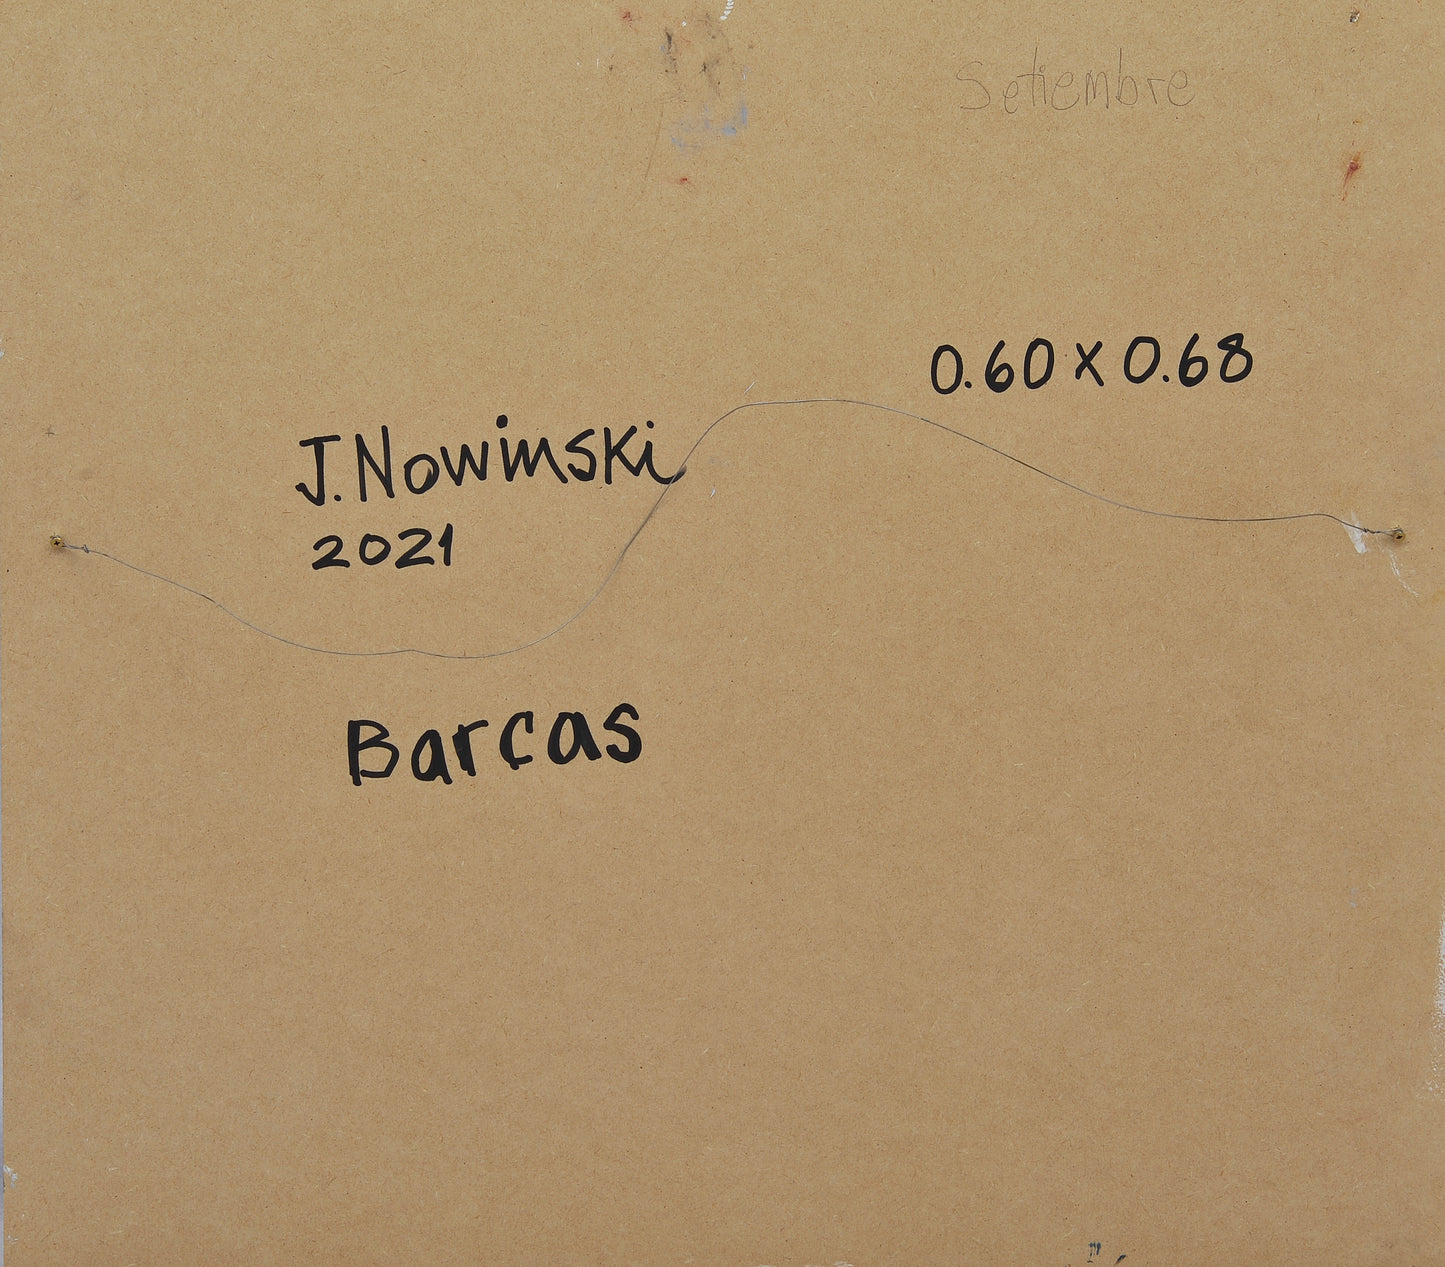 Setiembre
0.60 x 0.68
J. Nowinski
2021
Barcas